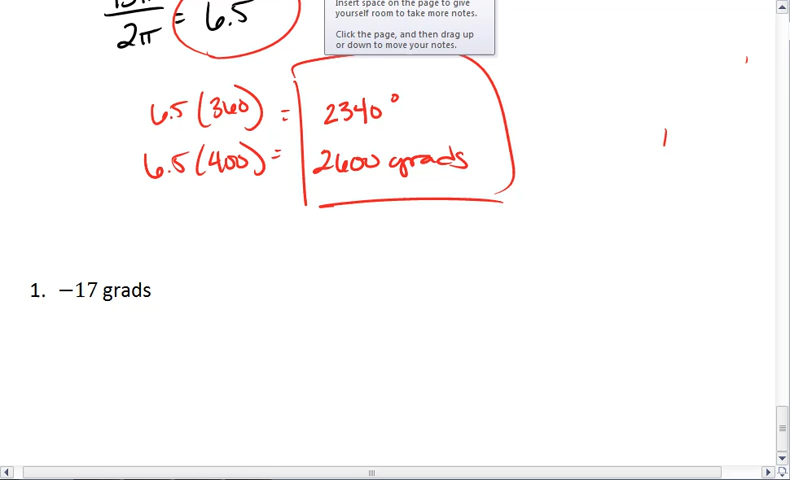 Insert space on the page to give
yourself room to take more notes.
Click the page, and then drag up
or down to move your notes.
2π = 6.5
6.5 (360) = 2340°
6.5 (400) = 2600 grads
1. −17 grads